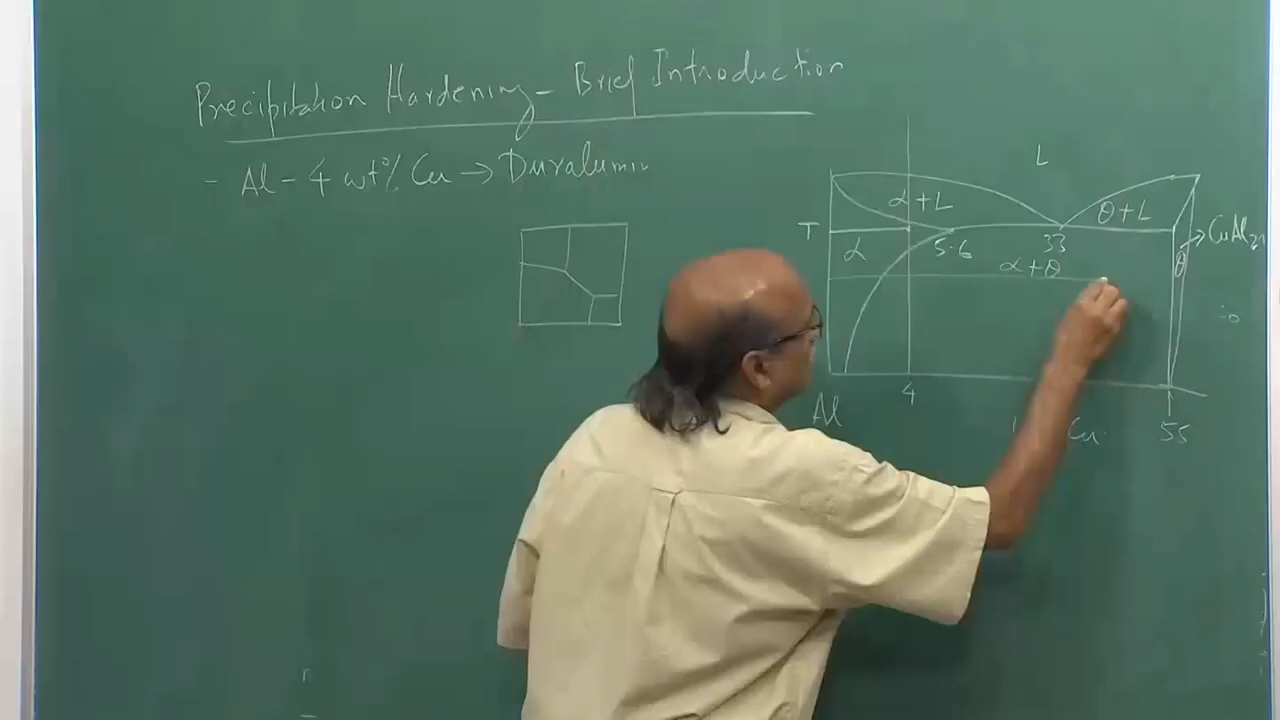 Precipitation Hardening - Brief Introduction
- Al - 4 wt% Cu → Duralumin
L
α + L
θ + L
T
α
5.6
33
→ CuAl2
α + θ
θ
4
Al
Cu
55